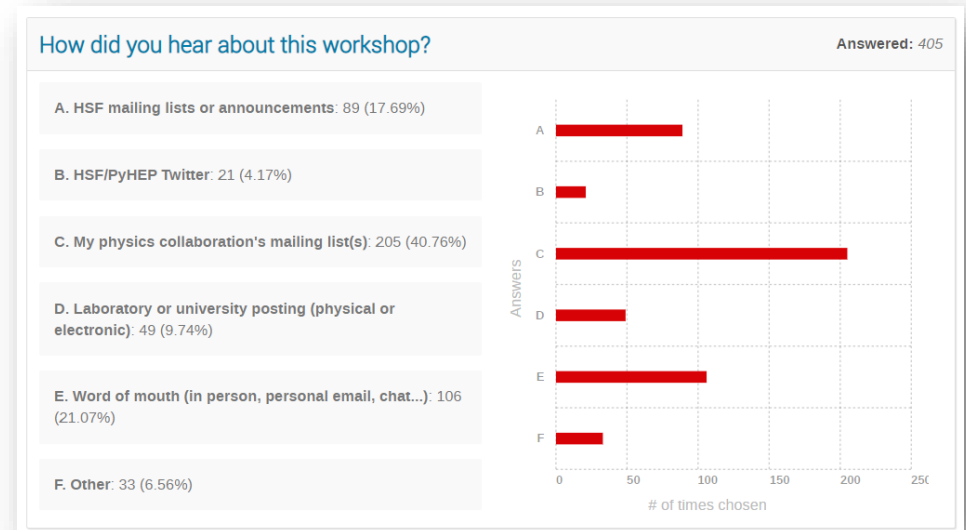 How did you hear about this workshop?
Answered: 405
A. HSF mailing lists or announcements: 89 (17.69%)
B. HSF/PyHEP Twitter: 21 (4.17%)
C. My physics collaboration's mailing list(s): 205 (40.76%)
D. Laboratory or university posting (physical or
electronic): 49 (9.74%)
E. Word of mouth (in person, personal email, chat...): 106
(21.07%)
F. Other: 33 (6.56%)
Answers
A
B
C
D
E
F
0 50 100 150 200
# of times chosen